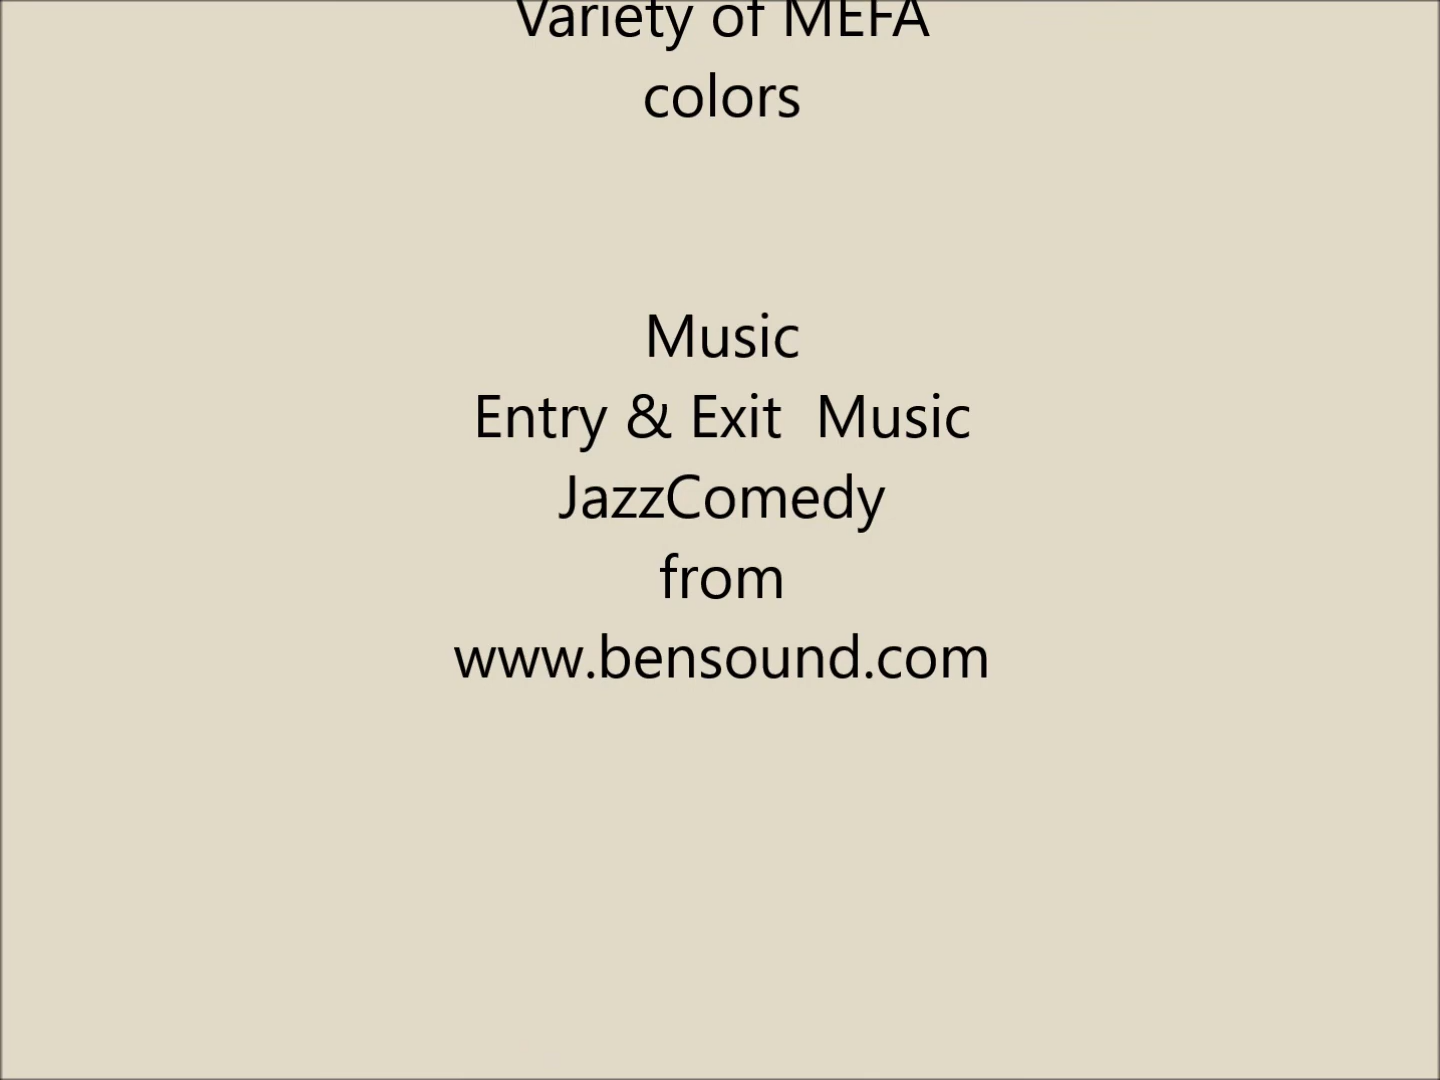 Variety of MEFA
colors
Music
Entry & Exit  Music
JazzComedy
from
www.bensound.com